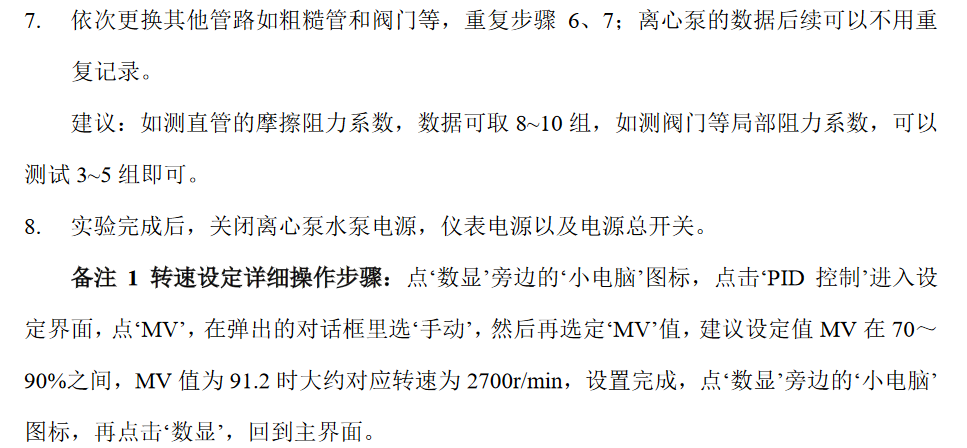 7. 依次更换其他管路如粗糙管和阀门等，重复步骤 6、7；离心泵的数据后续可以不用重
复记录。
建议：如测直管的摩擦阻力系数，数据可取 8~10 组，如测阀门等局部阻力系数，可以
测试 3~5 组即可。
8. 实验完成后，关闭离心泵水泵电源，仪表电源以及电源总开关。
备注 1 转速设定详细操作步骤：点‘数显’旁边的‘小电脑’图标，点击‘PID 控制’进入设
定界面，点‘MV’，在弹出的对话框里选‘手动’，然后再选定‘MV’值，建议设定值 MV 在 70～
90%之间，MV 值为 91.2 时大约对应转速为 2700r/min，设置完成，点‘数显’旁边的‘小电脑’
图标，再点击‘数显’，回到主界面。